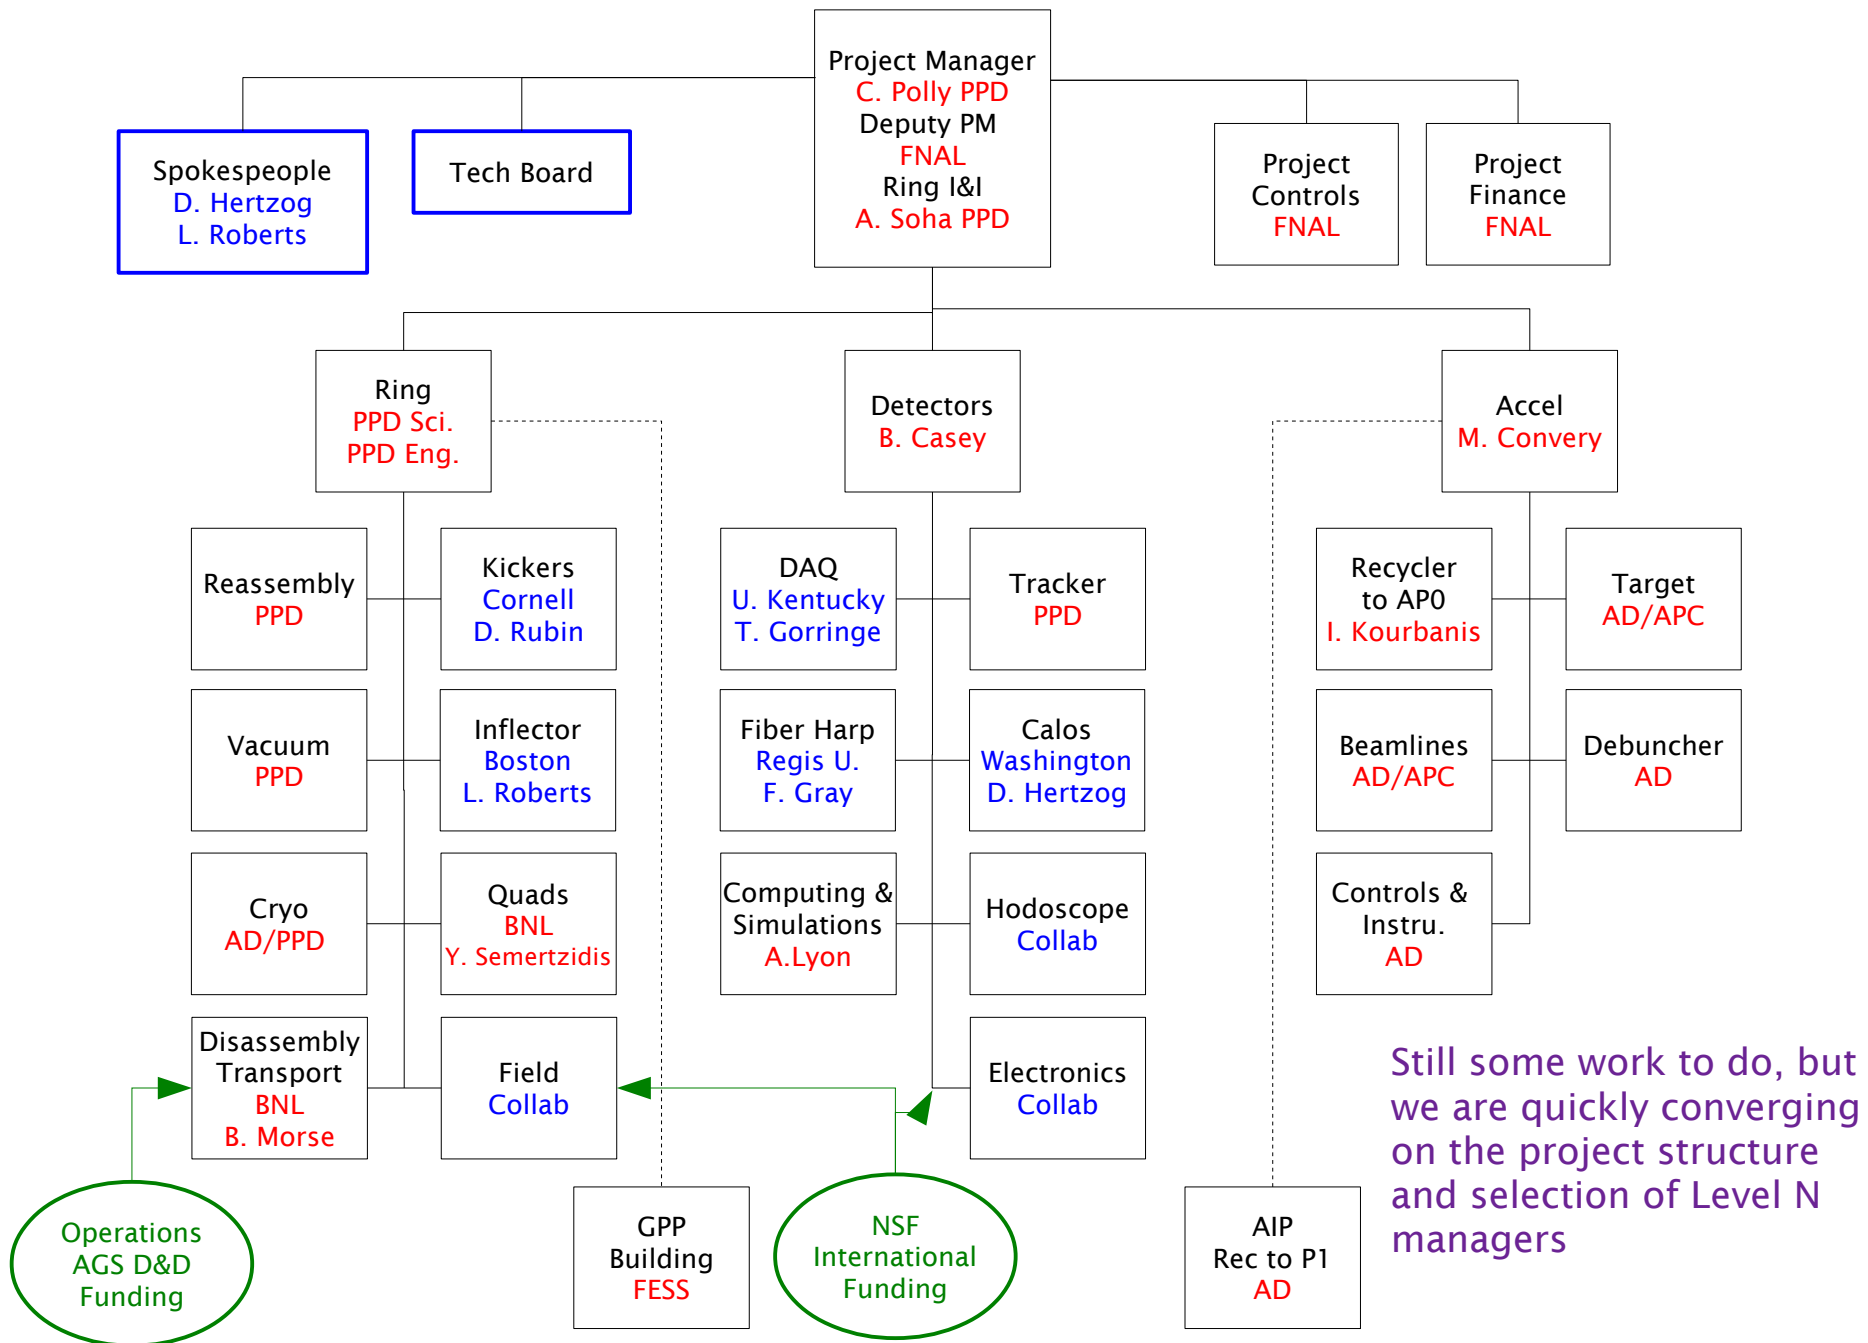 Project Manager
C. Polly PPD
Deputy PM
FNAL
Ring I&I
A. Soha PPD
Spokespeople
D. Hertzog
L. Roberts
Tech Board
Project
Controls
FNAL
Project
Finance
FNAL
Ring
PPD Sci.
PPD Eng.
Detectors
B. Casey
Accel
M. Convery
Reassembly
PPD
Kickers
Cornell
D. Rubin
DAQ
U. Kentucky
T. Gorringe
Tracker
PPD
Recycler
to AP0
I. Kourbanis
Target
AD/APC
Vacuum
PPD
Inflector
Boston
L. Roberts
Fiber Harp
Regis U.
F. Gray
Calos
Washington
D. Hertzog
Beamlines
AD/APC
Debuncher
AD
Cryo
AD/PPD
Quads
BNL
Y. Semertzidis
Computing &
Simulations
A.Lyon
Hodoscope
Collab
Controls &
Instru.
AD
Disassembly
Transport
BNL
B. Morse
Field
Collab
Electronics
Collab
Still some work to do, but
we are quickly converging
on the project structure
and selection of Level N
managers
Operations
AGS D&D
Funding
GPP
Building
FESS
NSF
International
Funding
AIP
Rec to P1
AD